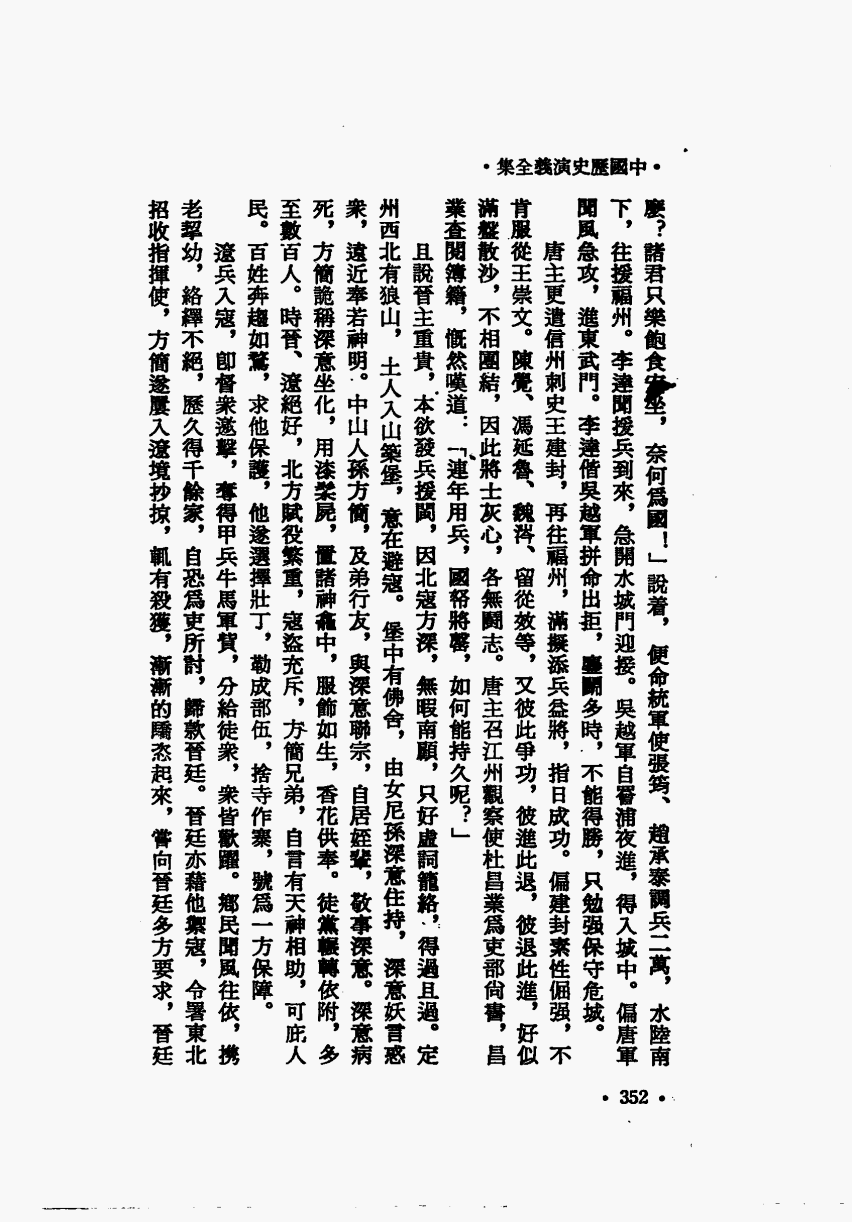 •中國歷史演義全集•
麽？諸君只樂飽食安坐，奈何爲國！」說着，便命統軍使張筠、趙承泰調兵二萬，水陸南
下，往援福州。李達聞援兵到來，急開水城門迎接。吳越軍自罾浦夜進，得入城中。偏唐軍
聞風急攻，進東武門。李達偕吳越軍拼命出拒，鏖鬭多時，不能得勝，只勉强保守危城。
唐主更遣信州刺史王建封，再往福州，滿擬添兵益將，指日成功。偏建封素性倔强，不
肯服從王崇文。陳覺、馮延魯、魏涔、留從效等，又彼此爭功，彼進此退，彼退此進，好似
滿盤散沙，不相團結，因此將士灰心，各無鬭志。唐主召江州觀察使杜昌業爲吏部尙書，昌
業查閱簿籍，慨然嘆道：「連年用兵，國帑將罄，如何能持久呢？」
且說晉主重貴，本欲發兵援閩，因北寇方深，無暇南顧，只好虛詞籠絡，得過且過。定
州西北有狼山，土人入山築堡，意在避寇。堡中有佛舍，由女尼孫深意住持，深意妖言惑
衆，遠近奉若神明。中山人孫方簡，及弟行友，與深意聯宗，自居姪輩，敬事深意。深意病
死，方簡詭稱深意坐化，用漆髹屍，置諸神龕中，服飾如生，香花供奉。徒黨輾轉依附，多
至數百人。時晉、遼絕好，北方賦役繁重，寇盜充斥，方簡兄弟，自言有天神相助，可庇人
民。百姓奔趨如鶩，求他保護，他遂選擇壯丁，勒成部伍，捨寺作寨，號爲一方保障。
遼兵入寇，卽督衆邀擊，奪得甲兵牛馬軍貲，分給徒衆，衆皆歡躍。鄉民聞風往依，携
老挈幼，絡繹不絕，歷久得千餘家，自恐爲吏所討，歸款晉廷。晉廷亦藉他禦寇，令署東北
招收指揮使，方簡遂屢入遼境抄掠，輒有殺獲，漸漸的驕恣起來，嘗向晉廷多方要求，晉廷
•352•